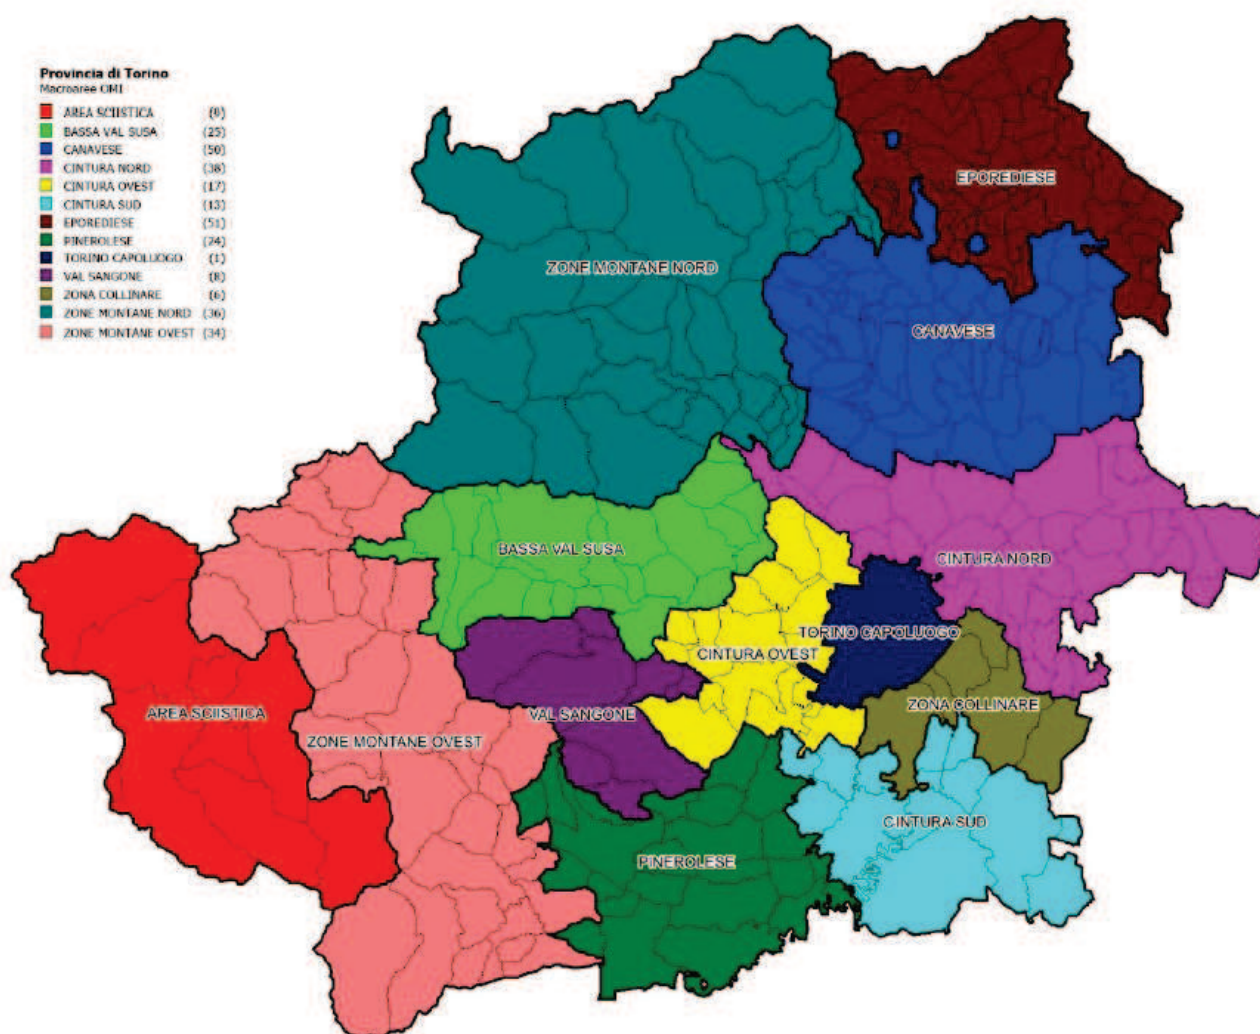 Provincia di Torino
Macroaree OMI
AREA SCIISTICA (9)
BASSA VAL SUSA (25)
CANAVESE (50)
CINTURA NORD (38)
CINTURA OVEST (17)
CINTURA SUD (13)
EPOREDIESE (51)
PINEROLESE (24)
TORINO CAPOLUOGO (1)
VAL SANGONE (8)
ZONA COLLINARE (6)
ZONE MONTANE NORD (36)
ZONE MONTANE OVEST (34)
EPOREDIESE
ZONE MONTANE NORD
CANAVESE
BASSA VAL SUSA
CINTURA NORD
TORINO CAPOLUOGO
CINTURA OVEST
ZONA COLLINARE
AREA SCIISTICA
VAL SANGONE
ZONE MONTANE OVEST
CINTURA SUD
PINEROLESE